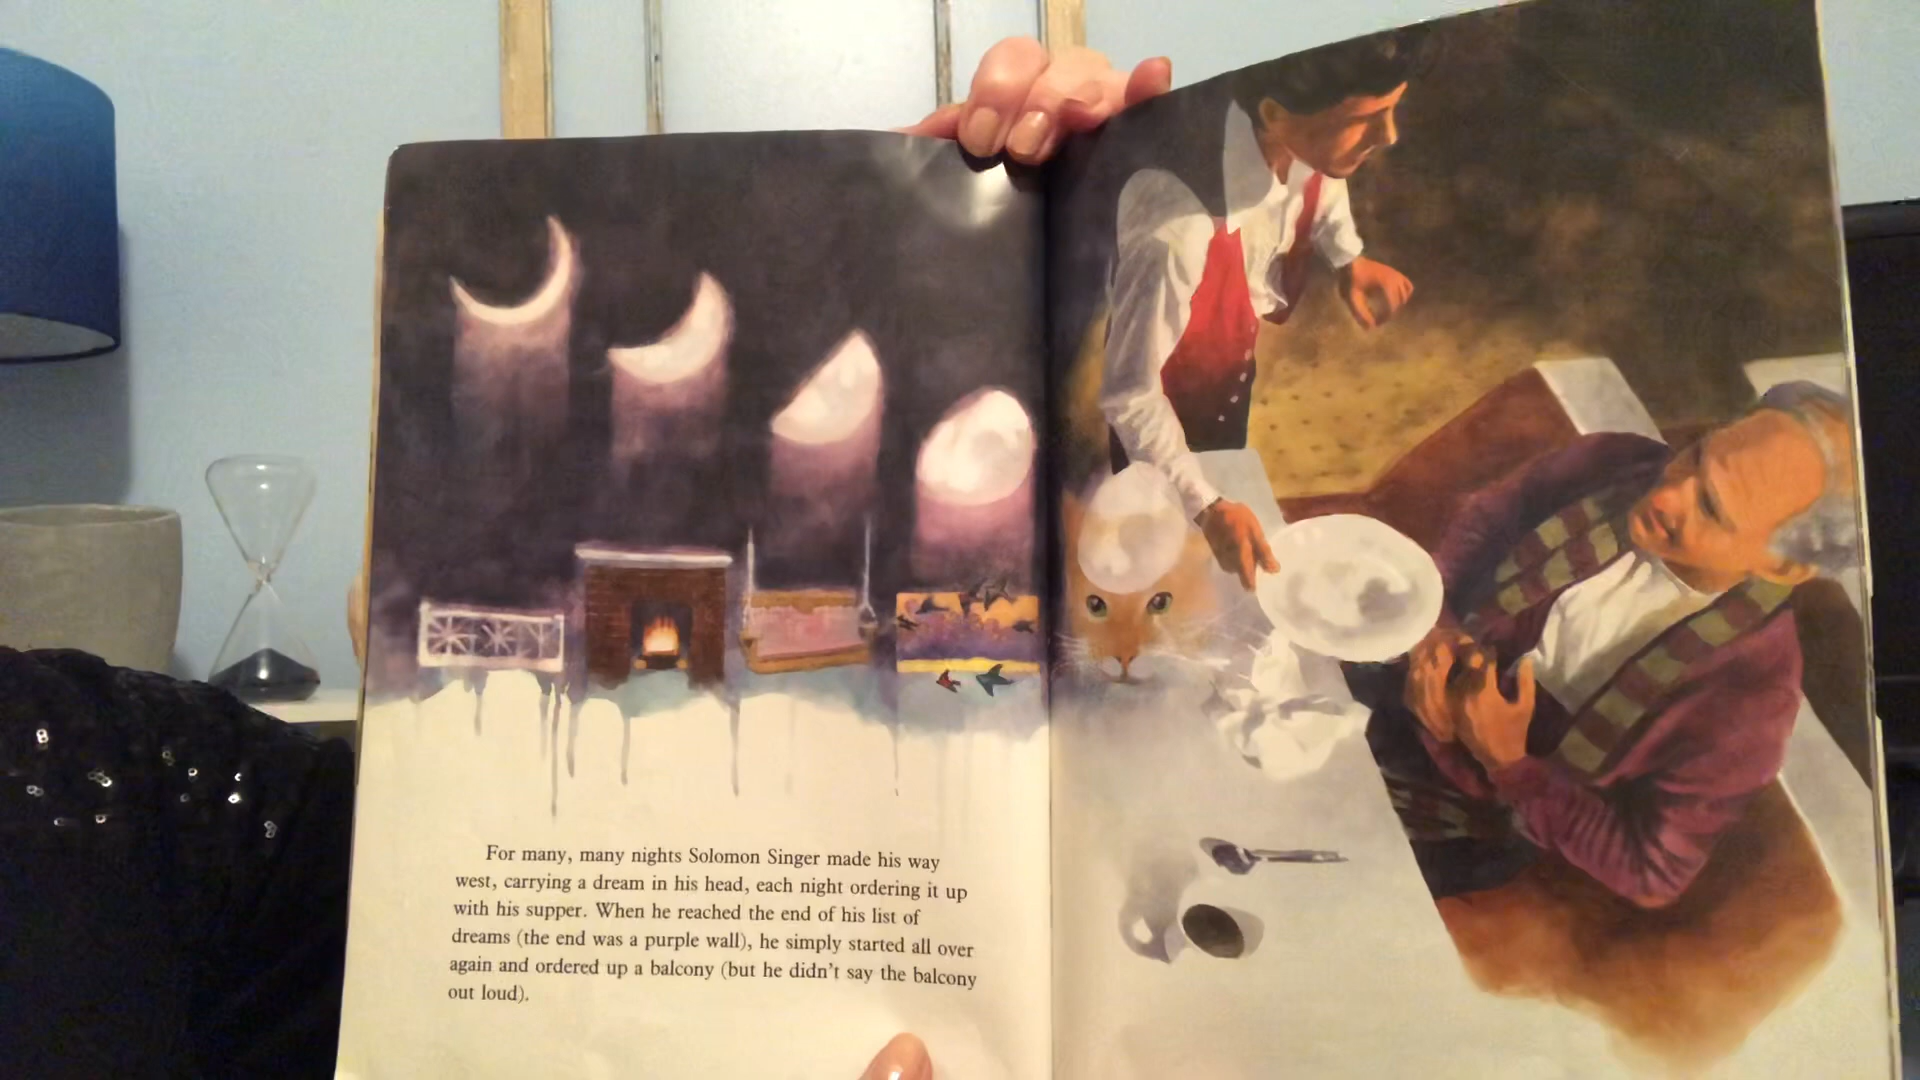 For many, many nights Solomon Singer made his way
west, carrying a dream in his head, each night ordering it up
with his supper. When he reached the end of his list of
dreams (the end was a purple wall), he simply started all over
again and ordered up a balcony (but he didn't say the balcony
out loud).